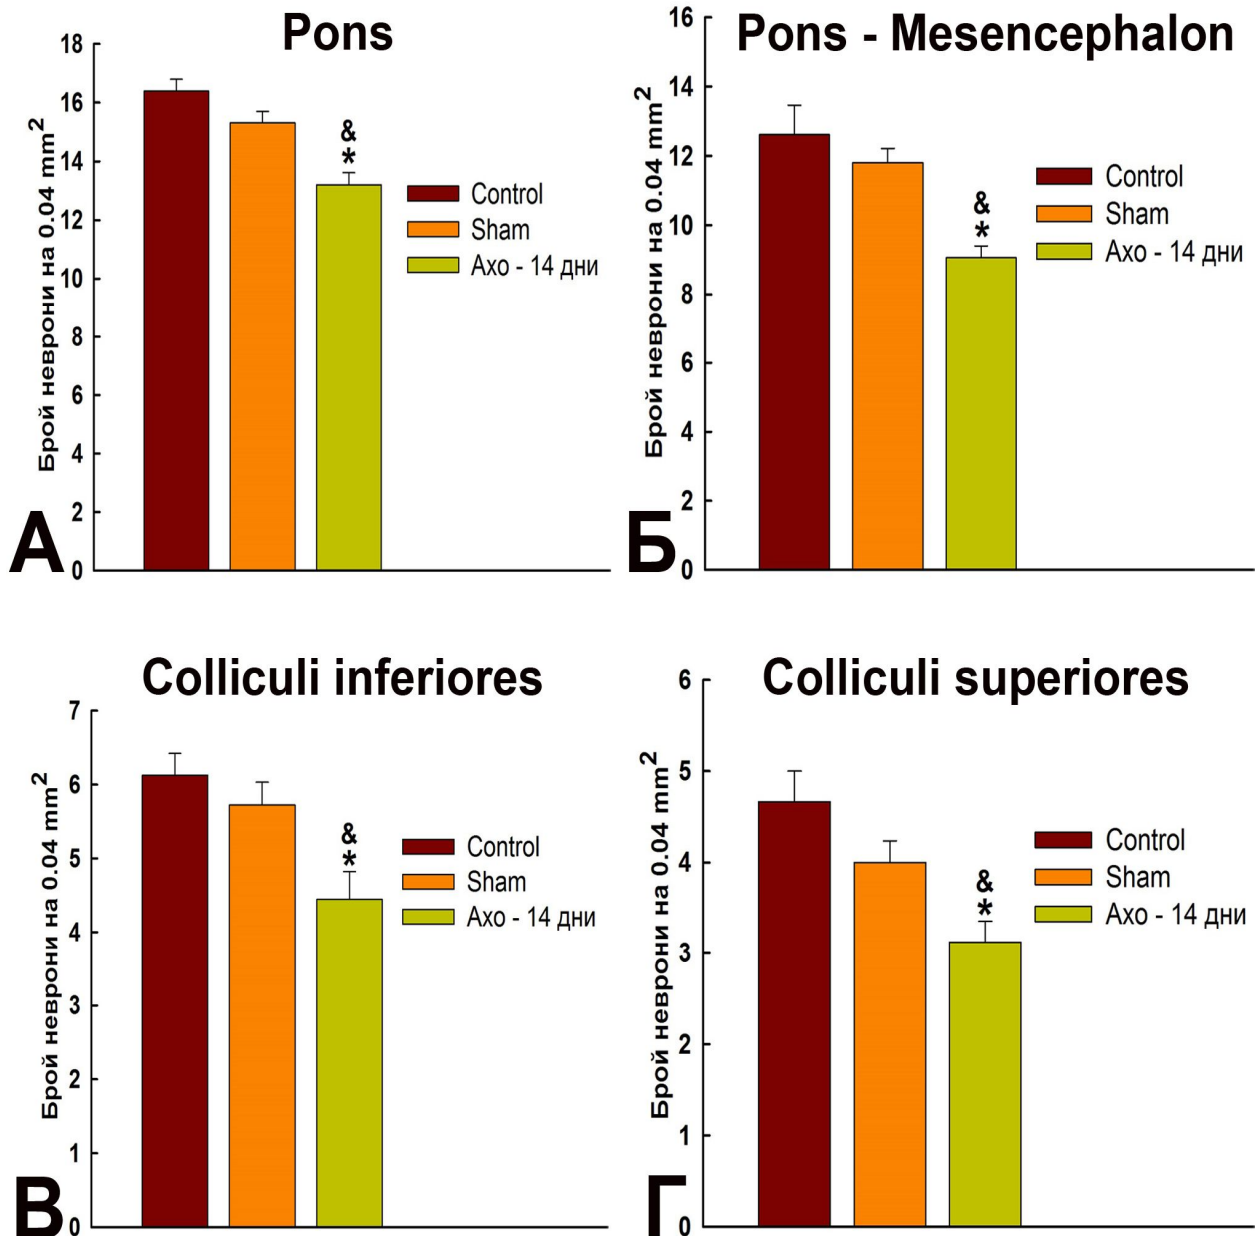 Pons
18
16
14
12
10
8
6
4
2
0
Брой неврони на 0.04 mm²
&
*
Control
Sham
Axo - 14 дни
А
Pons - Mesencephalon
16
14
12
10
8
6
4
2
0
Брой неврони на 0.04 mm²
&
*
Control
Sham
Axo - 14 дни
Б
Colliculi inferiores
7
6
5
4
3
2
1
0
Брой неврони на 0.04 mm²
&
*
Control
Sham
Axo - 14 дни
В
Colliculi superiores
6
5
4
3
2
1
0
Брой неврони на 0.04 mm²
&
*
Control
Sham
Axo - 14 дни
Г